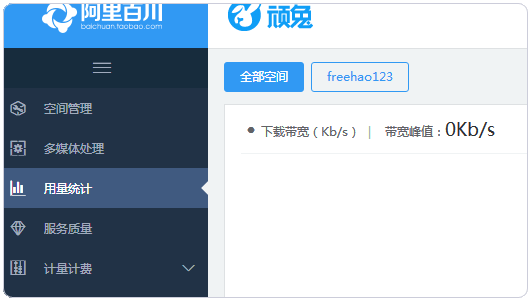 阿里百川
baichuan.taobao.com
顽兔
全部空间
freehao123
空间管理
多媒体处理
用量统计
服务质量
计量计费
下载带宽（Kb/s） | 带宽峰值：0Kb/s